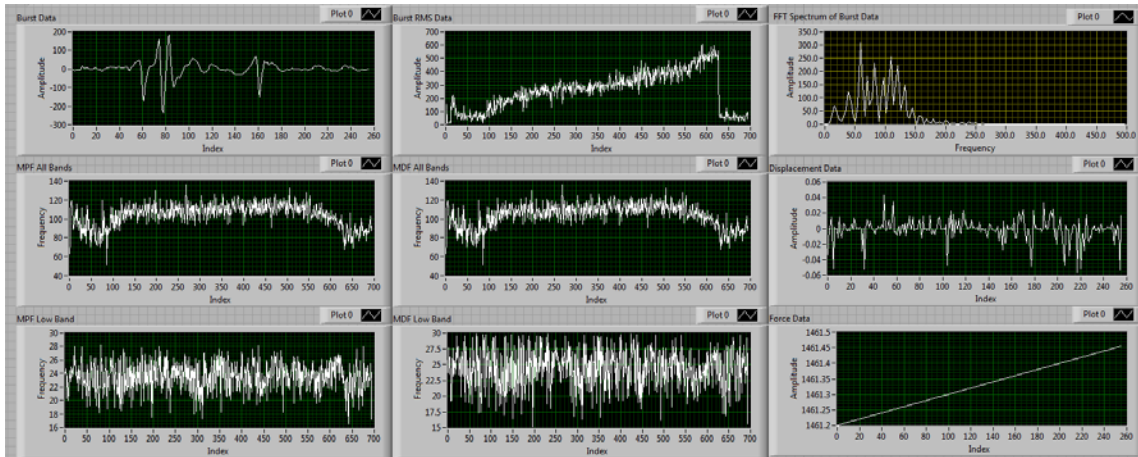 Burst Data
Plot 0
Amplitude
200
100
0
-100
-200
-300
0 20 40 60 80 100 120 140 160 180 200 220 240 260
Index
Burst RMS Data
Plot 0
Amplitude
700
600
500
400
300
200
100
0
0 50 100 150 200 250 300 350 400 450 500 550 600 650 700
Index
FFT Spectrum of Burst Data
Plot 0
Amplitude
350.0
300.0
250.0
200.0
150.0
100.0
50.0
0.0
0.0 50.0 100.0 150.0 200.0 250.0 300.0 350.0 400.0 450.0 500.0
Frequency
MPF All Bands
Plot 0
Frequency
140
120
100
80
60
40
0 50 100 150 200 250 300 350 400 450 500 550 600 650 700
Index
MDF All Bands
Plot 0
Frequency
140
120
100
80
60
40
0 50 100 150 200 250 300 350 400 450 500 550 600 650 700
Index
Displacement Data
Plot 0
Amplitude
0.06
0.04
0.02
0
-0.02
-0.04
-0.06
0 20 40 60 80 100 120 140 160 180 200 220 240 260
Index
MPF Low Band
Plot 0
Frequency
28
26
24
22
20
18
16
0 50 100 150 200 250 300 350 400 450 500 550 600 650 700
Index
MDF Low Band
Plot 0
Frequency
30
27.5
25
22.5
20
17.5
15
0 50 100 150 200 250 300 350 400 450 500 550 600 650 700
Index
Force Data
Plot 0
Amplitude
1461.5
1461.45
1461.4
1461.35
1461.3
1461.25
1461.2
0 20 40 60 80 100 120 140 160 180 200 220 240 260
Index